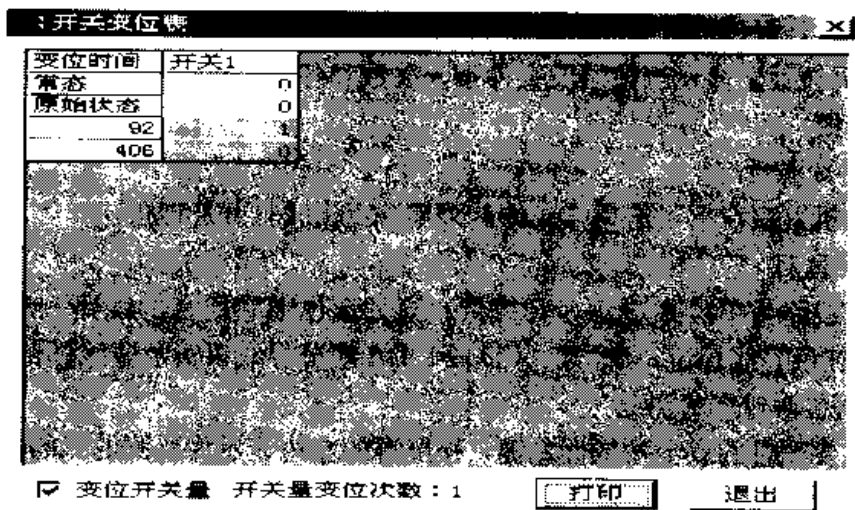 开关变位表
变位时间 开关1
常态 0
原始状态 0
92 1
406 0
变位开关量 开关量变位次数：1
打印 退出